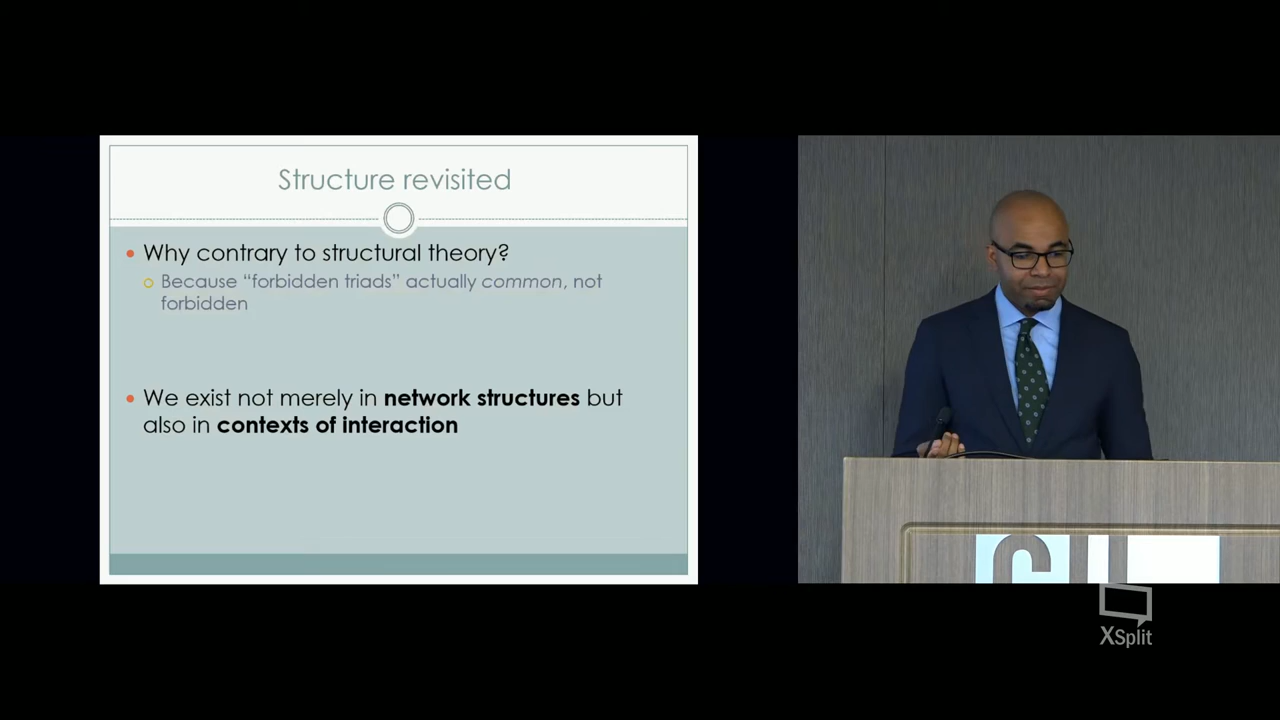 Structure revisited
Why contrary to structural theory?
Because “forbidden triads” actually common, not
forbidden
We exist not merely in network structures but
also in contexts of interaction
XSplit